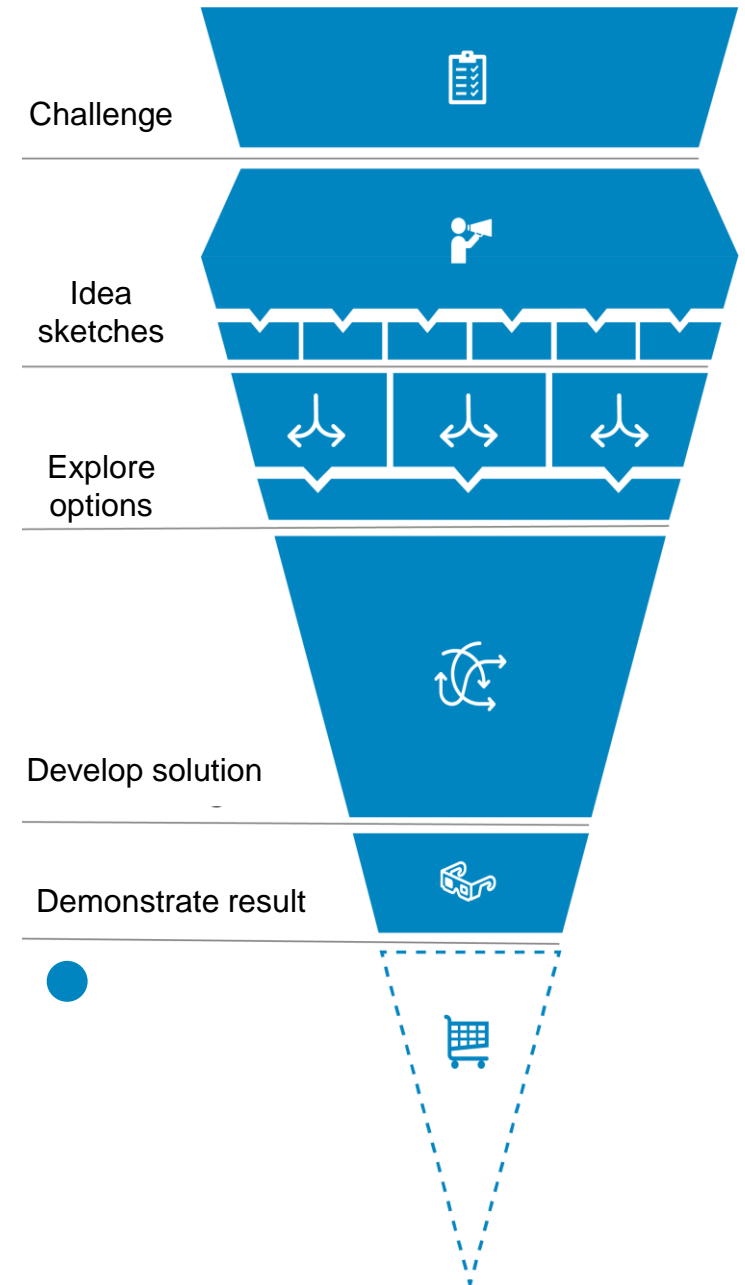 Challenge
Idea
sketches
Explore
options
Develop solution
Demonstrate result